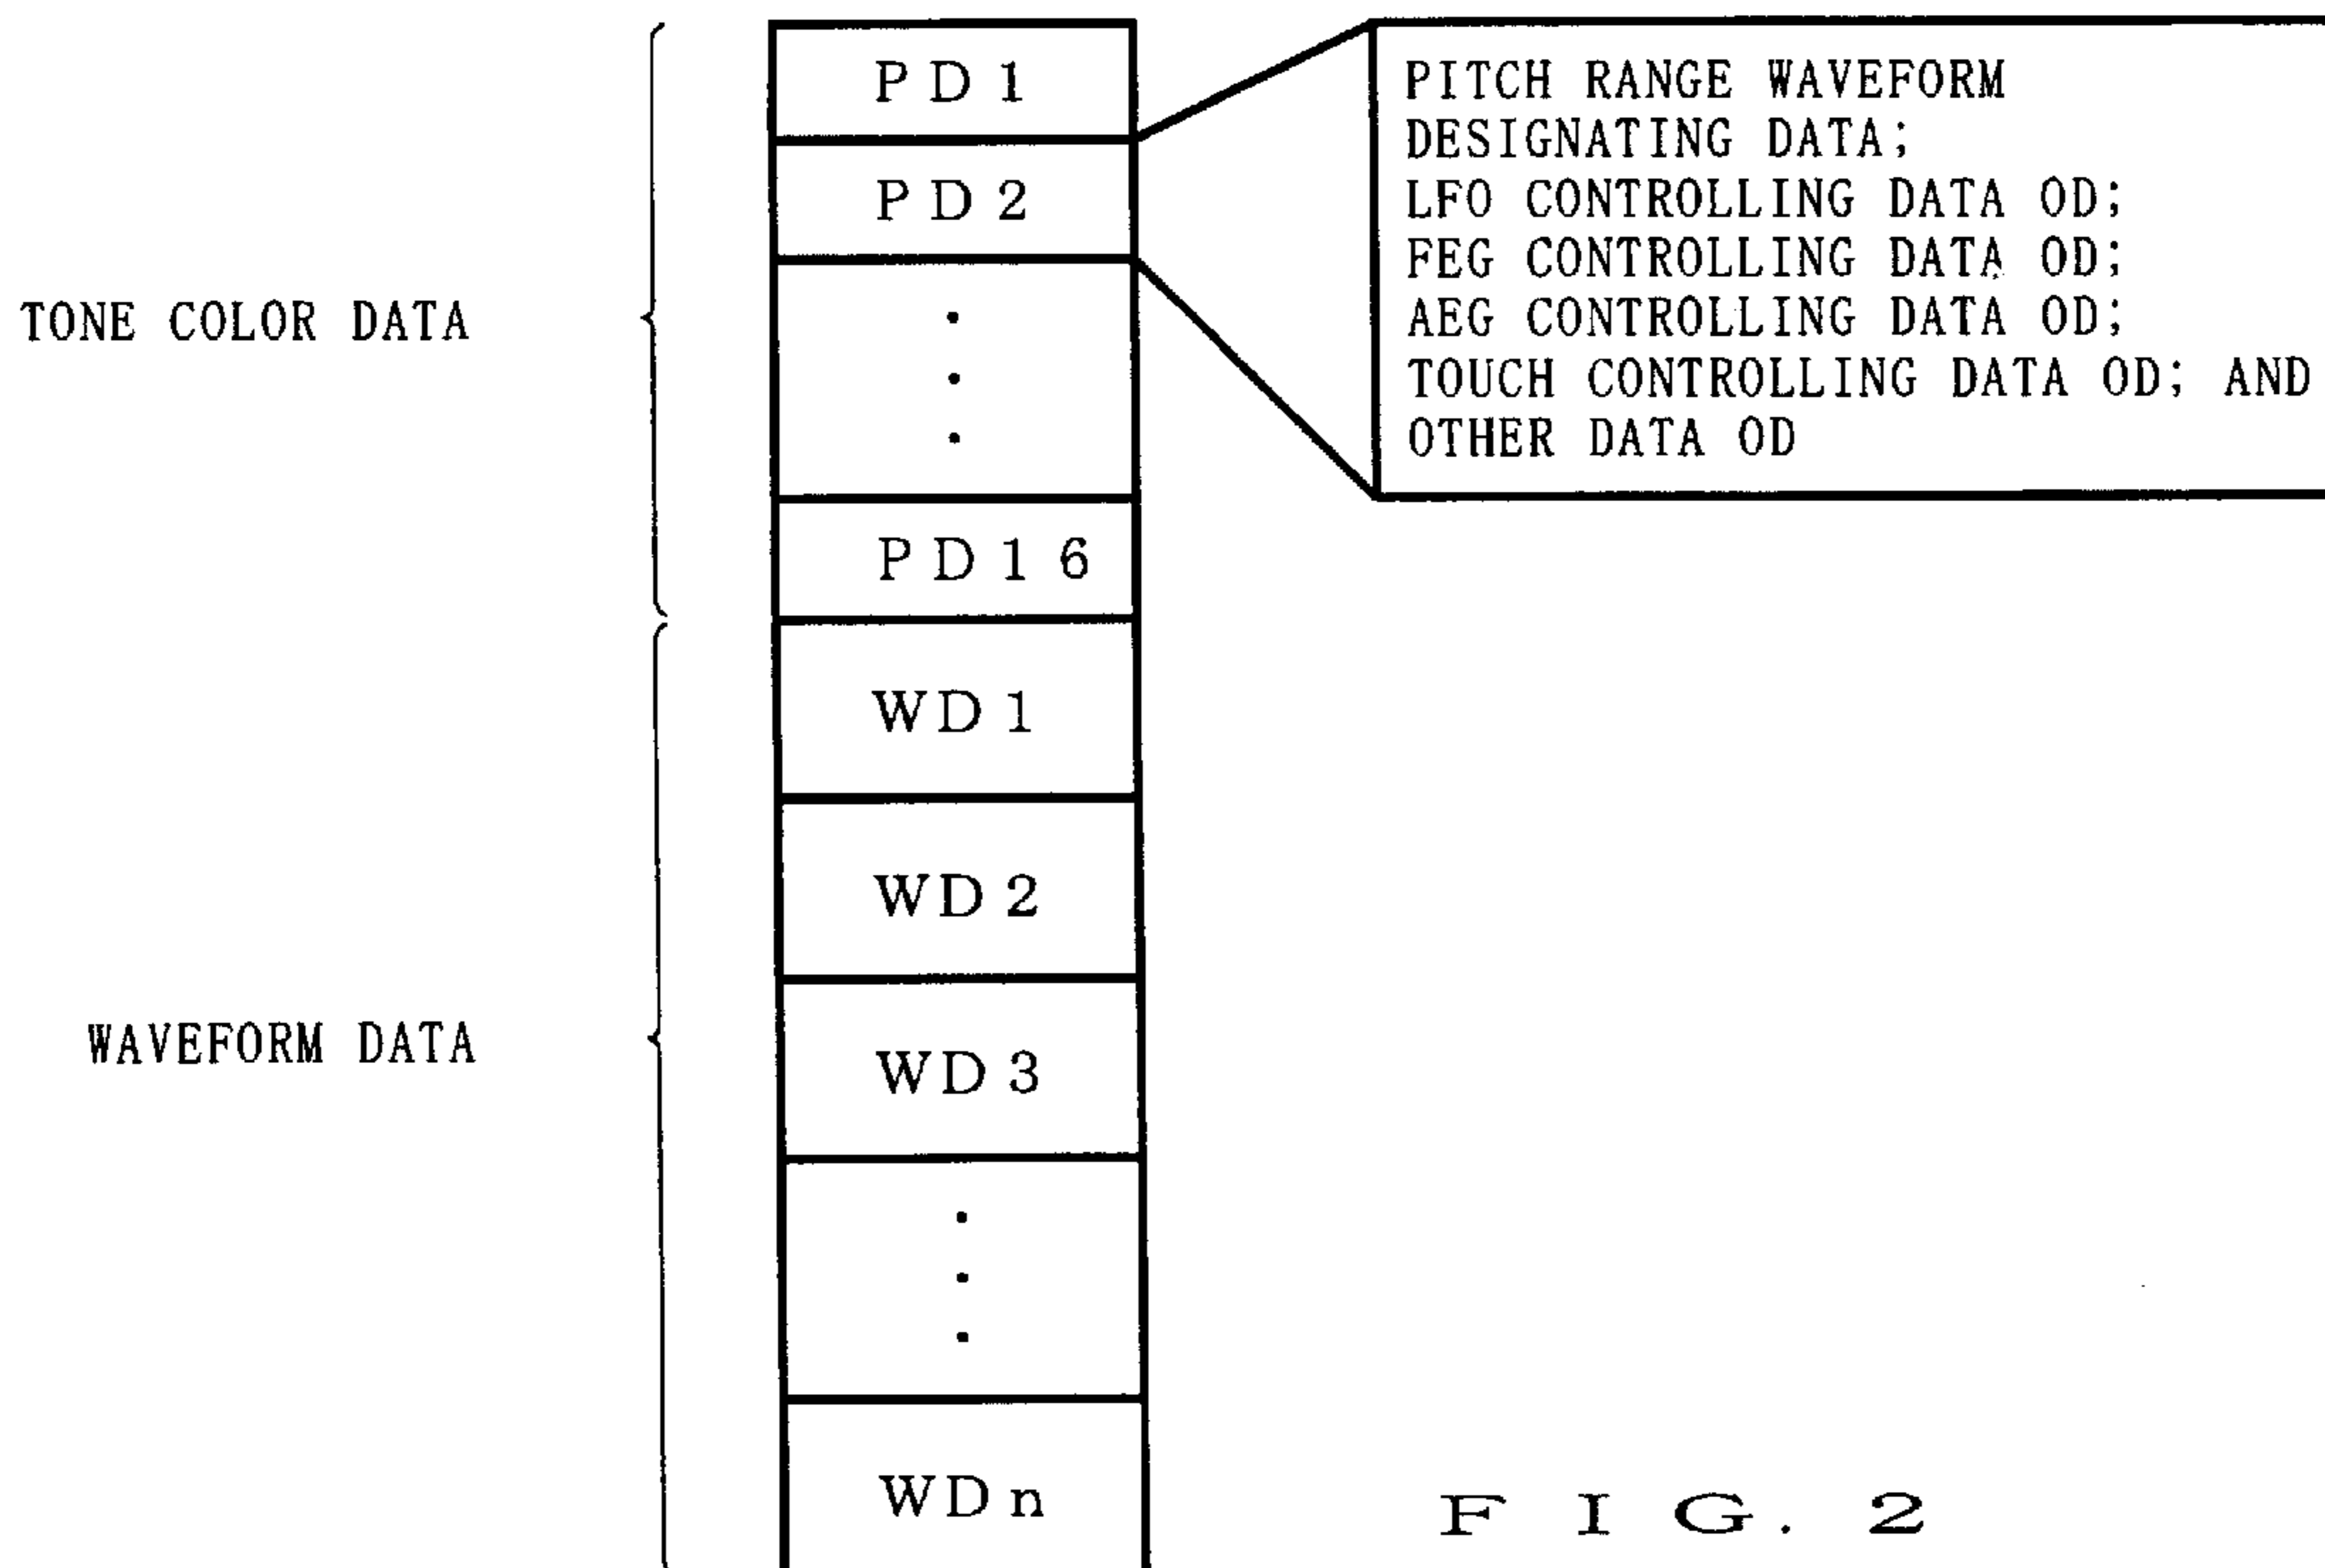 PD1
PD2
PD16
WD1
WD2
WD3
WDn
TONE COLOR DATA
WAVEFORM DATA
PITCH RANGE WAVEFORM
DESIGNATING DATA;
LFO CONTROLLING DATA OD;
FEG CONTROLLING DATA OD;
AEG CONTROLLING DATA OD;
TOUCH CONTROLLING DATA OD; AND
OTHER DATA OD
FIG. 2